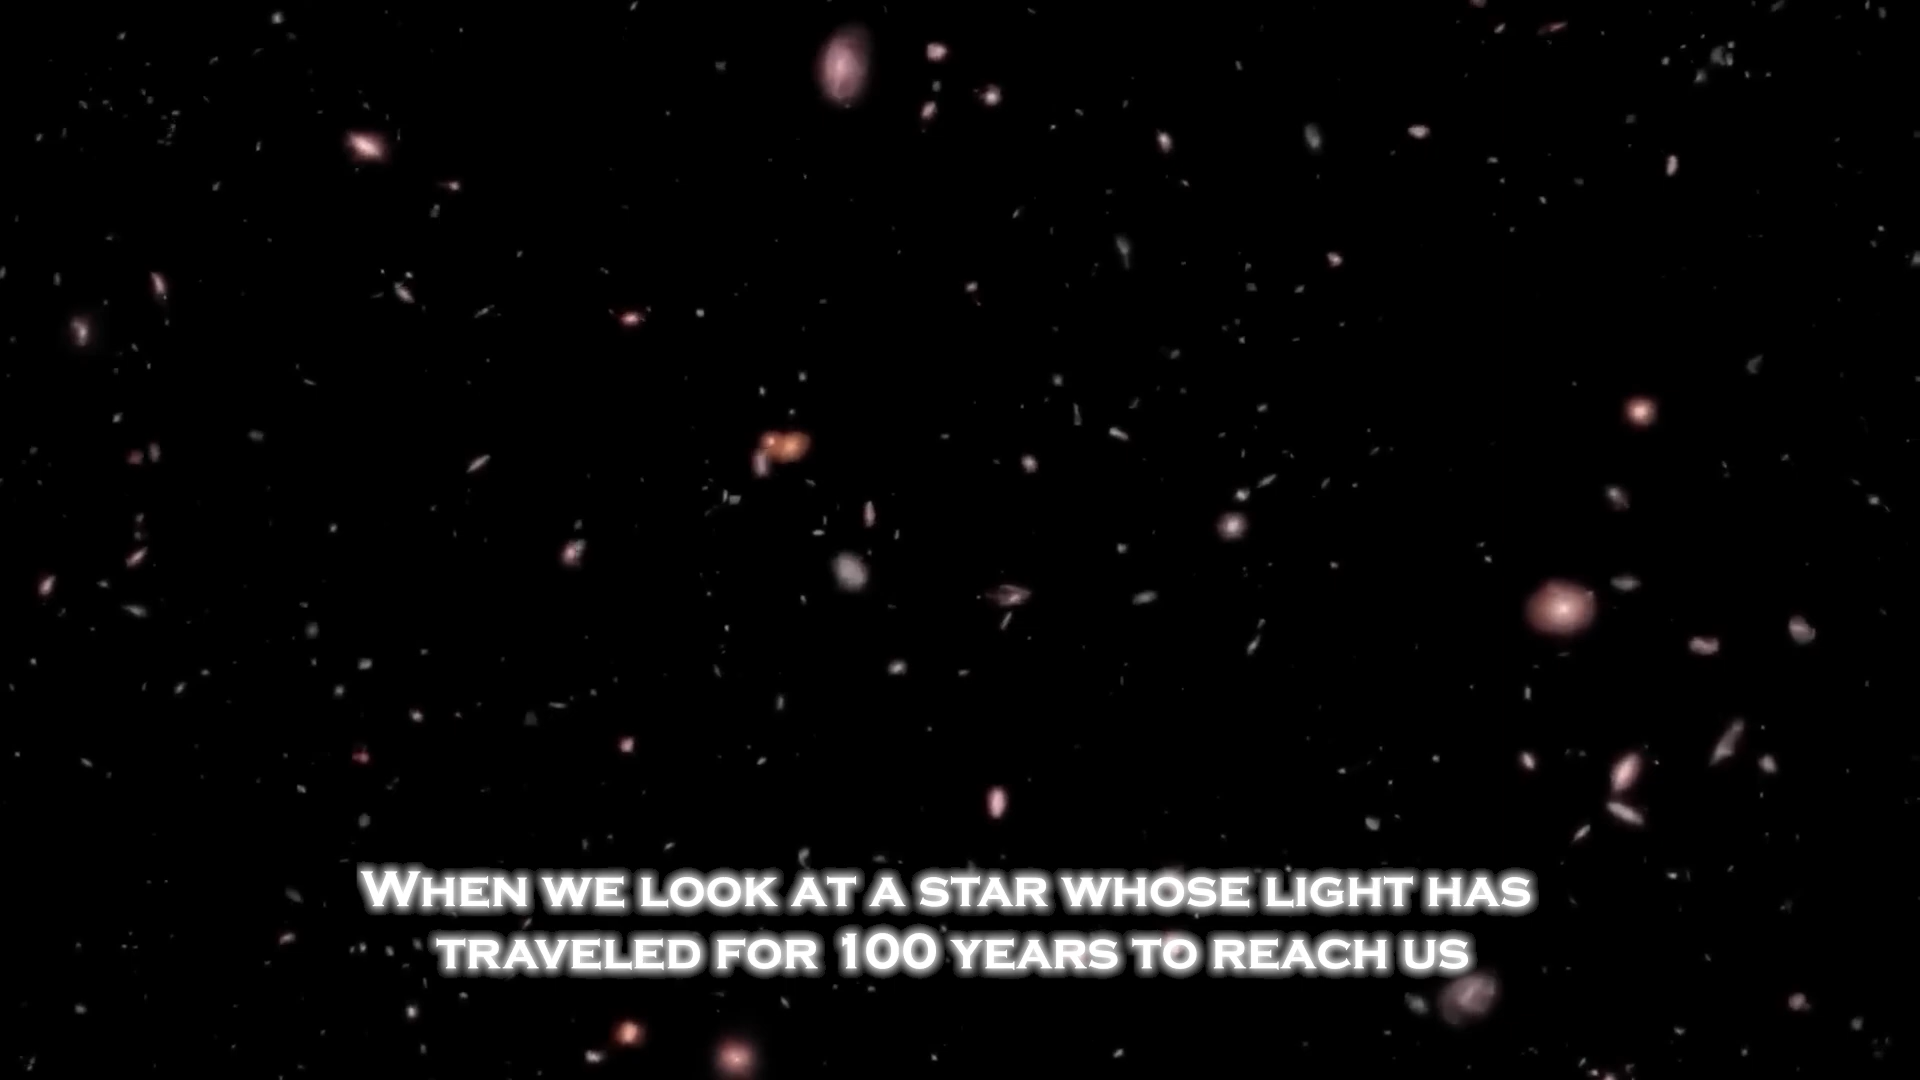 When we look at a star whose light has
traveled for 100 years to reach us